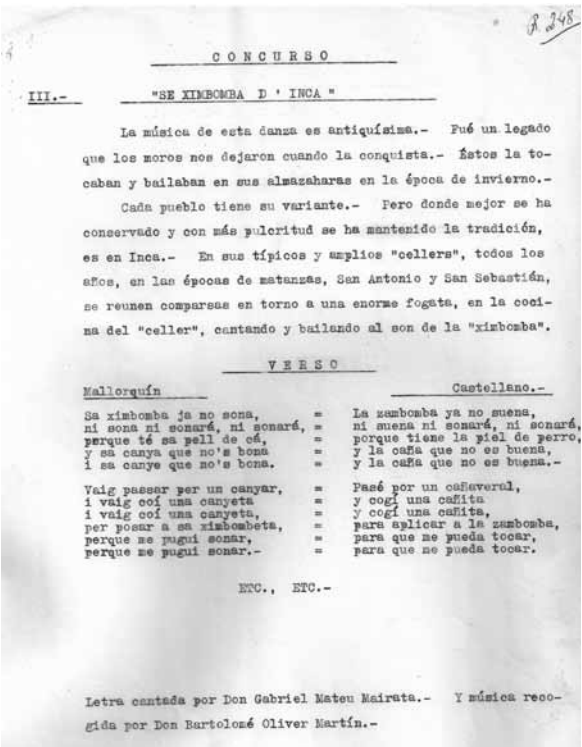 R 248
C O N C U R S O
III.- "SE XIMBOMBA D ' INCA "
La música de esta danza es antiquísima.- Fué un legado
que los moros nos dejaron cuando la conquista.- Éstos la to-
caban y bailaban en sus almazaharas en la época de invierno.-
Cada pueblo tiene su variante.- Pero donde mejor se ha
conservado y con más pulcritud se ha mantenido la tradición,
es en Inca.- En sus típicos y amplios "cellers", todos los
años, en las épocas de matanzas, San Antonio y San Sebastián,
se reunen comparsas en torno a una enorme fogata, en la coci-
na del "celler", cantando y bailando al son de la "ximbomba".
V E R S O
Mallorquín Castellano.-
Sa ximbomba ja no sona, = La zambomba ya no suena,
ni sona ni sonará, ni sonará, = ni suena ni sonará, ni sonará,
perque té sa pell de cá, = porque tiene la piel de perro,
y sa canya que no's bona = y la caña que no es buena,
i sa canye que no's bona. = y la caña que no es buena.-
Vaig passar per un canyar, = Pasé por un cañaveral,
i vaig coí una canyeta = y cogí una cañita
i vaig coí una canyeta, = y cogí una cañita,
per posar a sa ximbombeta, = para aplicar a la zambomba,
perque me pugui sonar, = para que me pueda tocar,
perque me pugui sonar.- = para que me pueda tocar.
ETC., ETC.-
Letra cantada por Don Gabriel Mateu Mairata.- Y música reco-
gida por Don Bartolomé Oliver Martín.-